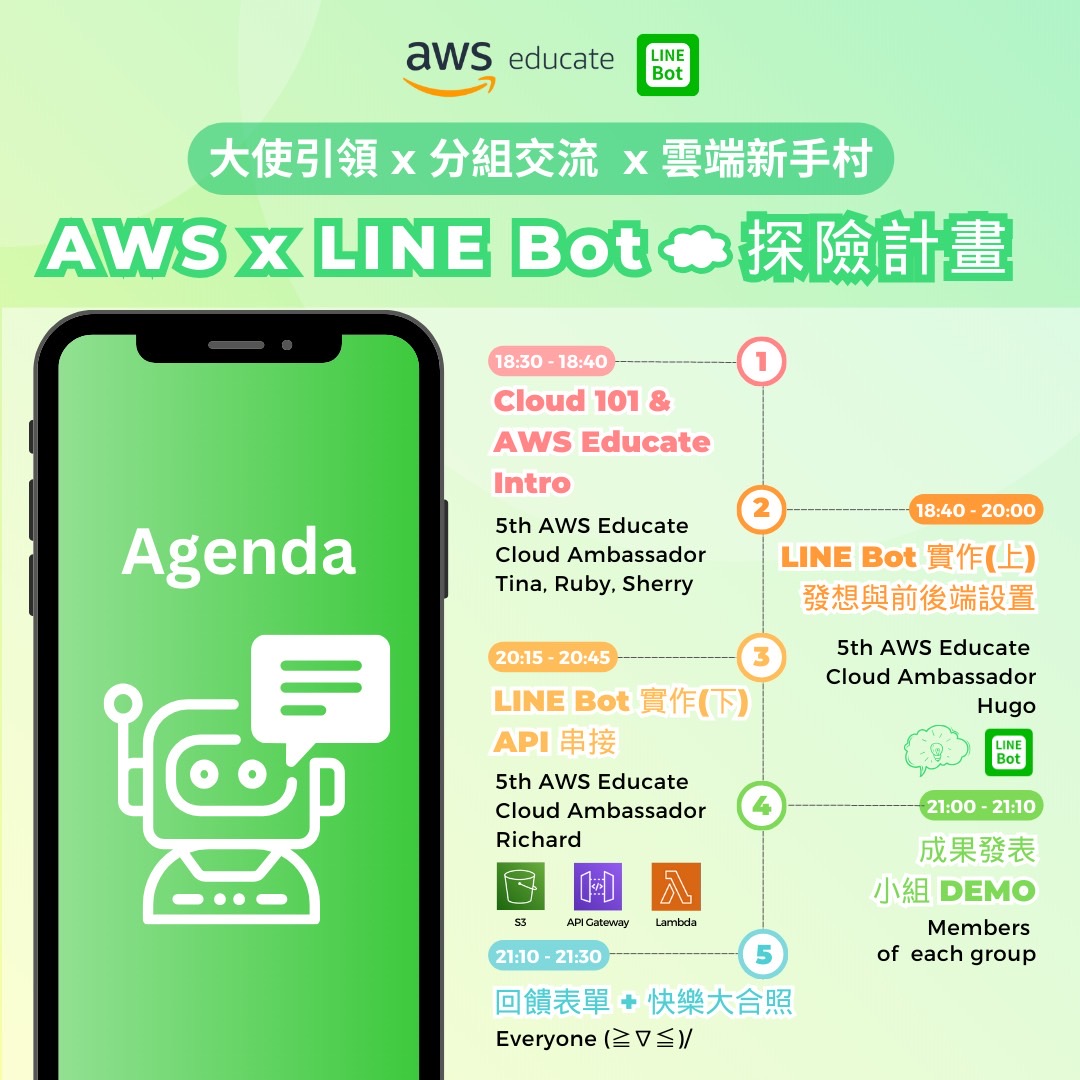 aws educate
LINE
Bot
大使引領 x 分組交流 x 雲端新手村
AWS x LINE Bot 探險計畫
Agenda
18:30 - 18:40
1
Cloud 101 &
AWS Educate
Intro
5th AWS Educate
Cloud Ambassador
Tina, Ruby, Sherry
2
18:40 - 20:00
LINE Bot 實作(上)
發想與前後端設置
5th AWS Educate
Cloud Ambassador
Hugo
LINE
Bot
20:15 - 20:45
3
LINE Bot 實作(下)
API 串接
5th AWS Educate
Cloud Ambassador
Richard
S3
API Gateway
Lambda
4
21:00 - 21:10
成果發表
小組 DEMO
Members
of each group
21:10 - 21:30
5
回饋表單 + 快樂大合照
Everyone (≧∇≦)/